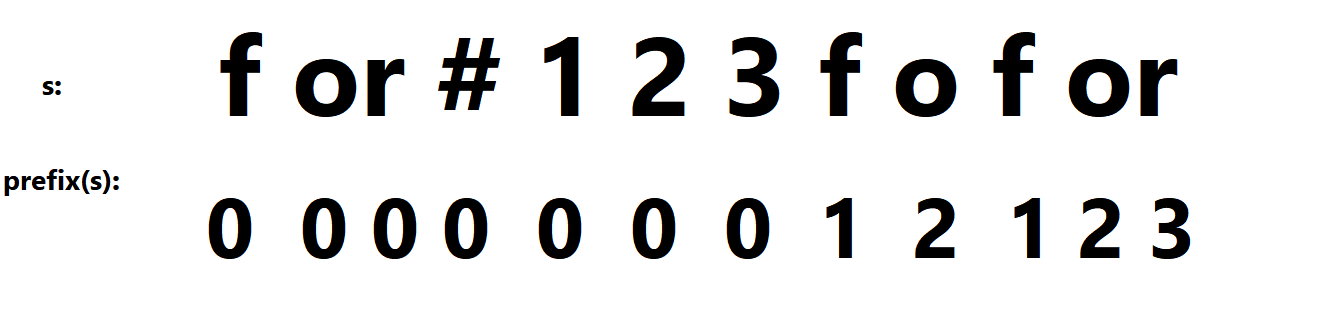 s: f or # 1 2 3 f o f or
prefix(s): 0 0 0 0 0 0 0 1 2 1 2 3